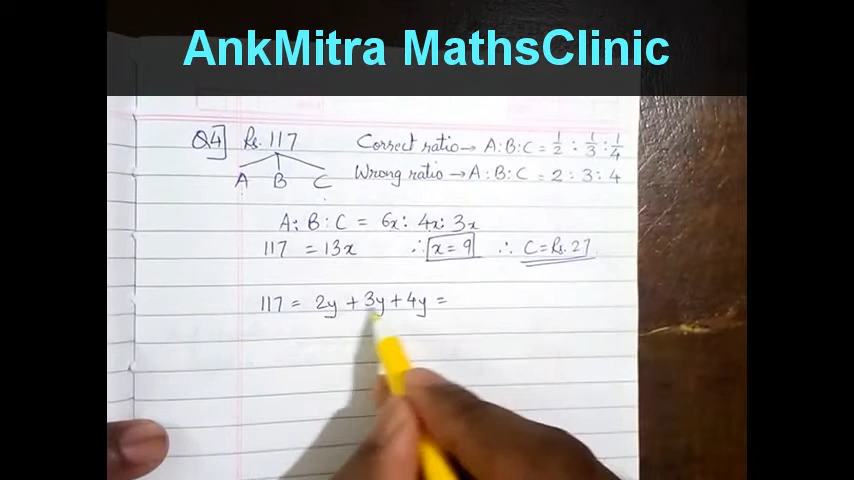 AnkMitra MathsClinic
Q4] Rs. 117 Correct ratio → A:B:C = 1/2 : 1/3 : 1/4
A B C Wrong ratio → A:B:C = 2 : 3 : 4
A: B : C = 6x: 4x: 3x
117 = 13x ∴ x = 9 ∴ C = Rs. 27
117 = 2y + 3y + 4y =